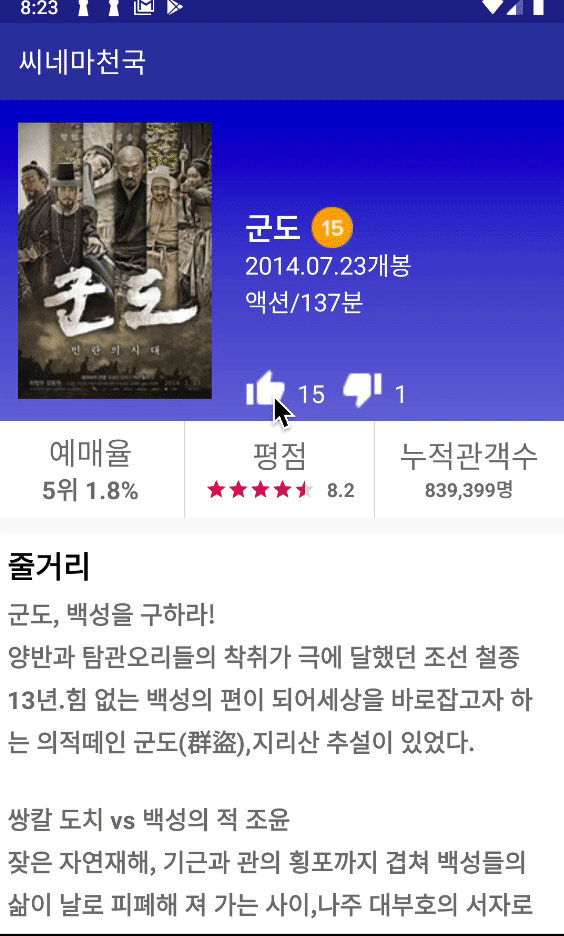 8:23
씨네마천국
군도
민란의 시대
군도 15
2014.07.23개봉
액션/137분
15 1
예매율 평점 누적관객수
5위 1.8% 8.2 839,399명
줄거리
군도, 백성을 구하라!
양반과 탐관오리들의 착취가 극에 달했던 조선 철종
13년.힘 없는 백성의 편이 되어세상을 바로잡고자 하
는 의적떼인 군도(群盜),지리산 추설이 있었다.
쌍칼 도치 vs 백성의 적 조윤
잦은 자연재해, 기근과 관의 횡포까지 겹쳐 백성들의
삶이 날로 피폐해 져 가는 사이,나주 대부호의 서자로